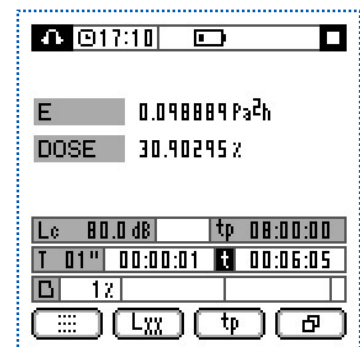 17:10
E 0.098889 Pa²h
DOSE 30.90295 %
Lc 80.0 dB tp 08:00:00
T 01" 00:00:01 t 00:06:05
1%
Lxx tp